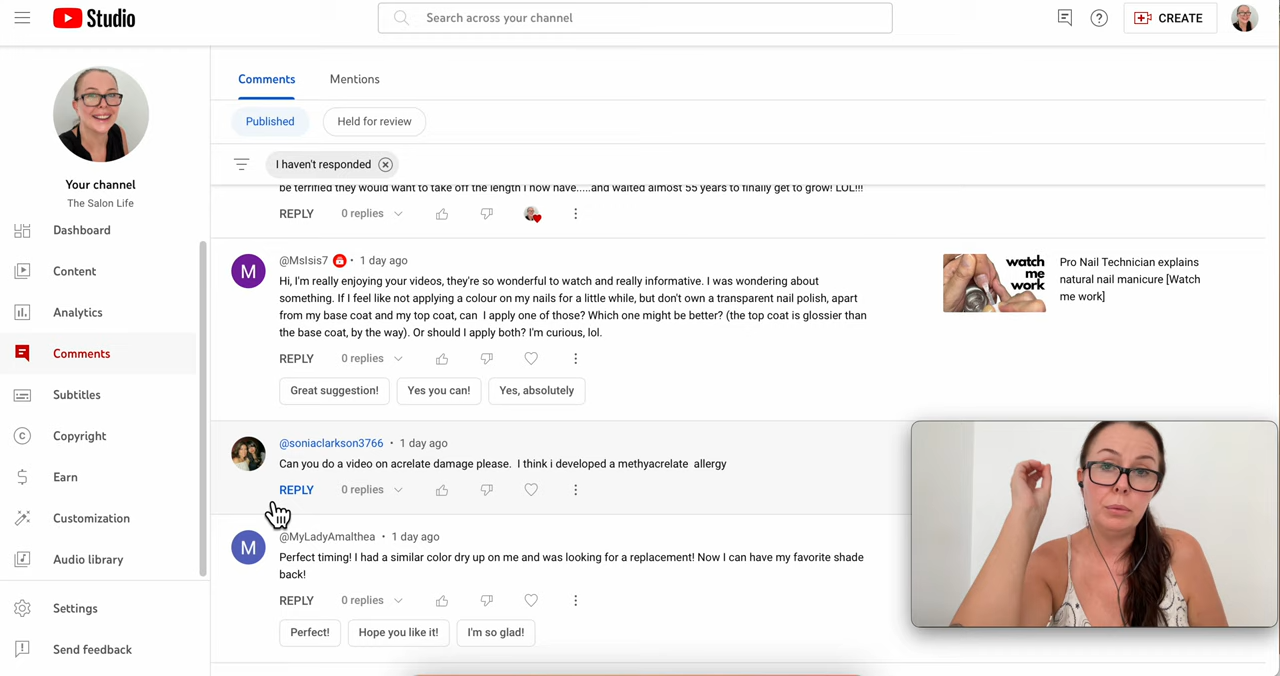 Studio
Search across your channel
CREATE
Your channel
The Salon Life
Dashboard
Content
Analytics
Comments
Subtitles
Copyright
Earn
Customization
Audio library
Settings
Send feedback
Comments
Mentions
Published
Held for review
I haven't responded
be terrified they would want to take off the length I now have.....and waited almost 55 years to finally get to grow! LOL!!!
REPLY
0 replies
M
@MsIsis7 • 1 day ago
Hi, I'm really enjoying your videos, they're so wonderful to watch and really informative. I was wondering about
something. If I feel like not applying a colour on my nails for a little while, but don't own a transparent nail polish, apart
from my base coat and my top coat, can I apply one of those? Which one might be better? (the top coat is glossier than
the base coat, by the way). Or should I apply both? I'm curious, lol.
REPLY
0 replies
Great suggestion!
Yes you can!
Yes, absolutely
watch
me
work
Pro Nail Technician explains
natural nail manicure [Watch
me work]
@soniaclarkson3766 • 1 day ago
Can you do a video on acrelate damage please. I think i developed a methyacrelate allergy
REPLY
0 replies
M
@MyLadyAmalthea • 1 day ago
Perfect timing! I had a similar color dry up on me and was looking for a replacement! Now I can have my favorite shade
back!
REPLY
0 replies
Perfect!
Hope you like it!
I'm so glad!